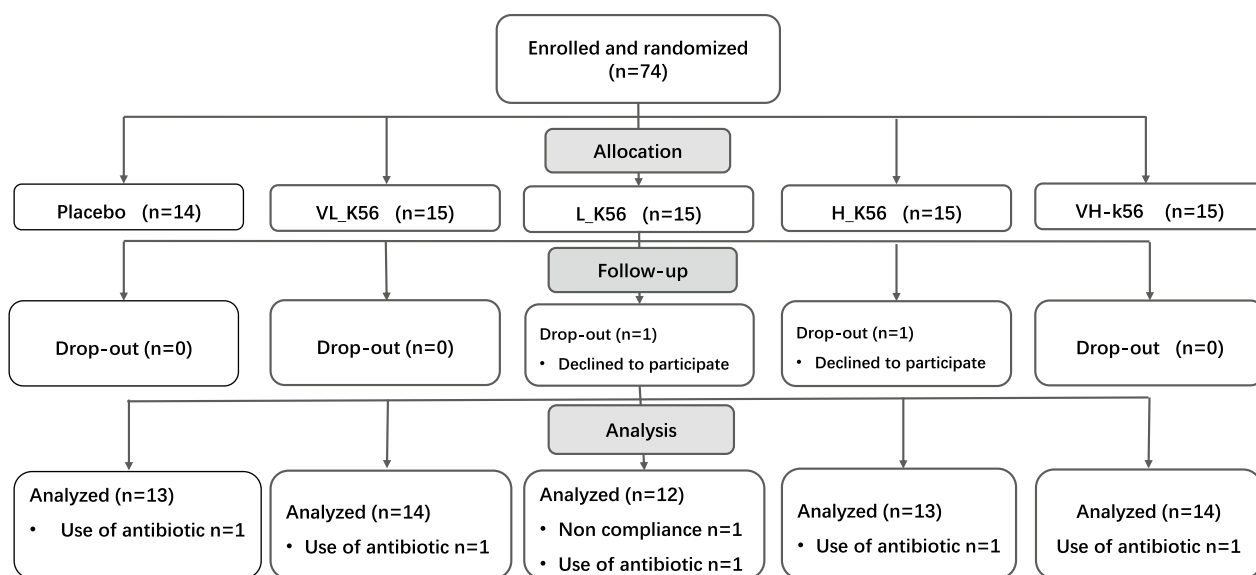 Enrolled and randomized
(n=74)
Allocation
Placebo (n=14)
VL_K56 (n=15)
L_K56 (n=15)
H_K56 (n=15)
VH-k56 (n=15)
Follow-up
Drop-out (n=0)
Drop-out (n=0)
Drop-out (n=1)
• Declined to participate
Drop-out (n=1)
• Declined to participate
Drop-out (n=0)
Analysis
Analyzed (n=13)
• Use of antibiotic n=1
Analyzed (n=14)
• Use of antibiotic n=1
Analyzed (n=12)
• Non compliance n=1
• Use of antibiotic n=1
Analyzed (n=13)
• Use of antibiotic n=1
Analyzed (n=14)
Use of antibiotic n=1